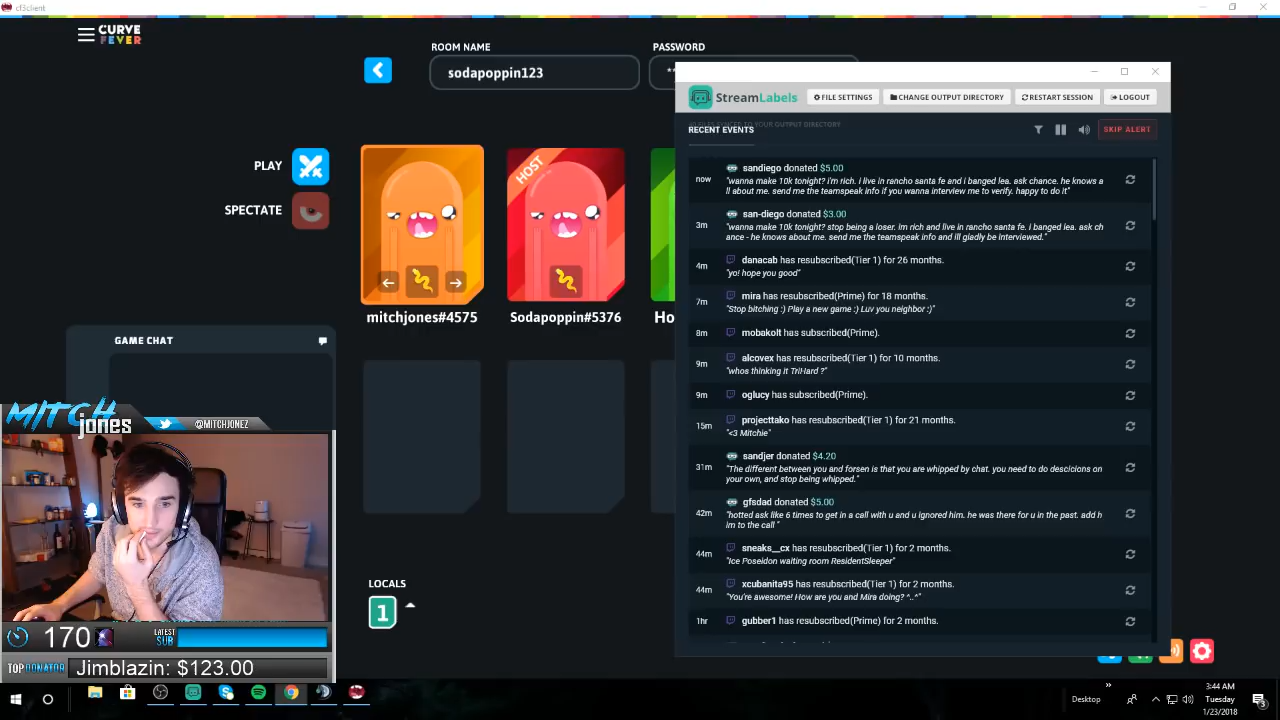 cf3client
CURVE
FEVER
ROOM NAME
PASSWORD
sodapoppin123
**
PLAY
SPECTATE
HOST
mitchjones#4575
Sodapoppin#5376
Ho
GAME CHAT
LOCALS
1
StreamLabels
FILE SETTINGS
CHANGE OUTPUT DIRECTORY
RESTART SESSION
LOGOUT
40 FILES SYNCED TO YOUR OUTPUT DIRECTORY
RECENT EVENTS
SKIP ALERT
now
sandiego donated $5.00
"wanna make 10k tonight? i'm rich. i live in rancho santa fe and i banged lea. ask chance. he knows a
ll about me. send me the teamspeak info if you wanna interview me to verify. happy to do it"
3m
san-diego donated $3.00
"wanna make 10k tonight? stop being a loser. im rich and live in rancho santa fe. i banged lea. ask ch
ance - he knows about me. send me the teamspeak info and ill gladly be interviewed."
4m
danacab has resubscribed(Tier 1) for 26 months.
"yo! hope you good"
7m
mira has resubscribed(Prime) for 18 months.
"Stop bitching :) Play a new game :) Luv you neighbor :)"
8m
mobakolt has subscribed(Prime).
9m
alcovex has resubscribed(Tier 1) for 10 months.
"whos thinking it TriHard ?"
9m
oglucy has subscribed(Prime).
15m
projecttako has resubscribed(Tier 1) for 21 months.
"<3 Mitchie"
31m
sandjer donated $4.20
"The different between you and forsen is that you are whipped by chat. you need to do descicions on
your own, and stop being whipped."
42m
gfsdad donated $5.00
"hotted ask like 6 times to get in a call with u and u ignored him. he was there for u in the past. add h
im to the call "
44m
sneaks__cx has resubscribed(Tier 1) for 2 months.
"Ice Poseidon waiting room ResidentSleeper"
44m
xcubanita95 has resubscribed(Tier 1) for 2 months.
"You're awesome! How are you and Mira doing? ^..^"
1hr
gubber1 has resubscribed(Prime) for 2 months.
MITCH
jones
@MITCHJONEZ
170
LATEST
SUB
TOP DONATOR
Jimblazin: $123.00
Desktop
3:44 AM
Tuesday
1/23/2018
3